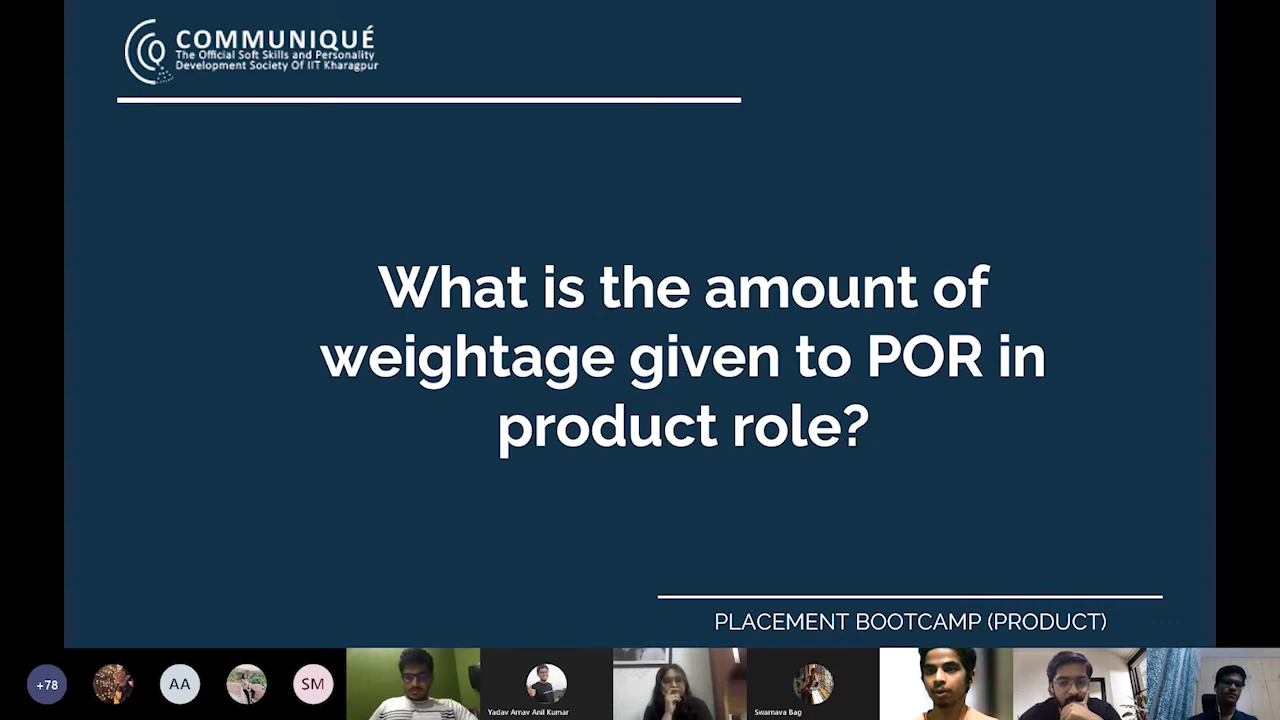 COMMUNIQUÉ
The Official Soft Skills and Personality
Development Society Of IIT Kharagpur
What is the amount of
weightage given to POR in
product role?
PLACEMENT BOOTCAMP (PRODUCT)
+78
AA
SM
Yadav Arnav Anil Kumar
Swarnava Bag